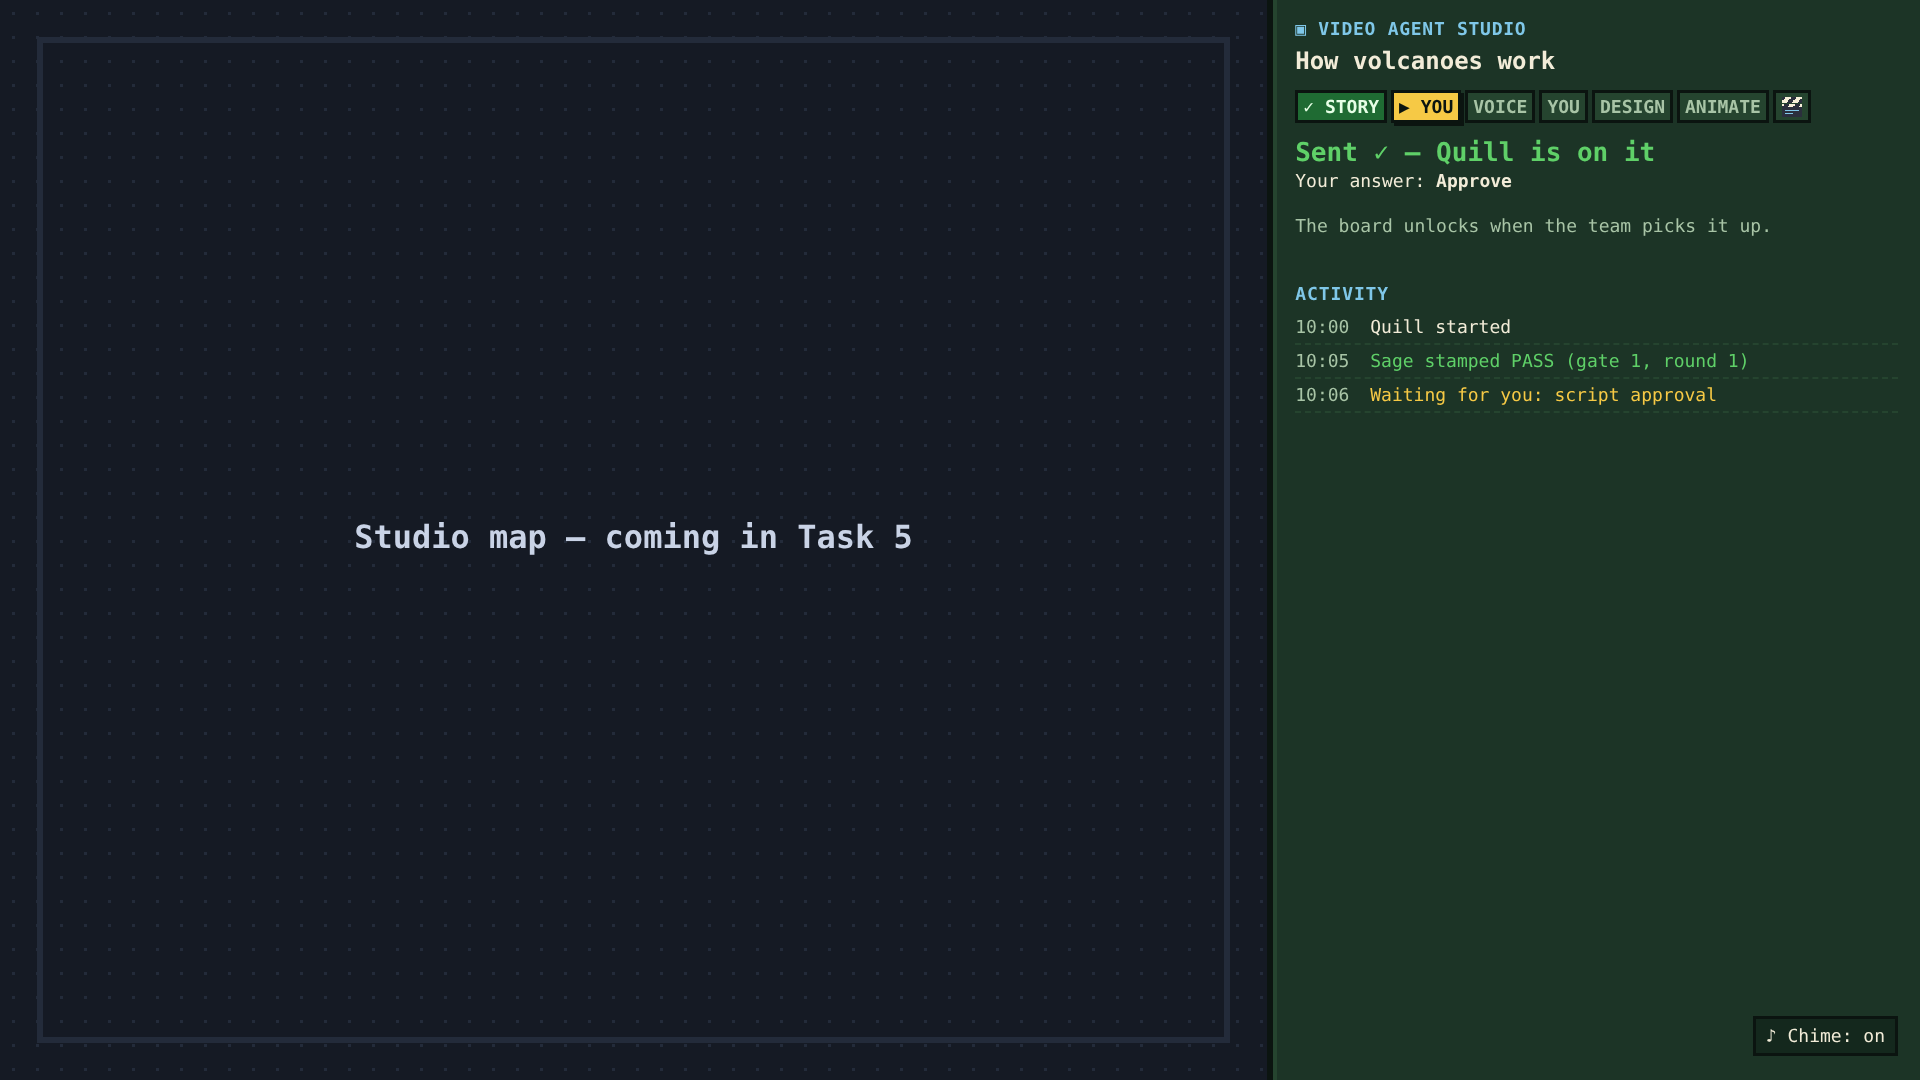 ▣ VIDEO AGENT STUDIO
How volcanoes work
✓ STORY ▶ YOU VOICE YOU DESIGN ANIMATE 🎬
Sent ✓ — Quill is on it
Your answer: Approve
The board unlocks when the team picks it up.
ACTIVITY
10:00 Quill started
10:05 Sage stamped PASS (gate 1, round 1)
10:06 Waiting for you: script approval
Studio map — coming in Task 5
♪ Chime: on